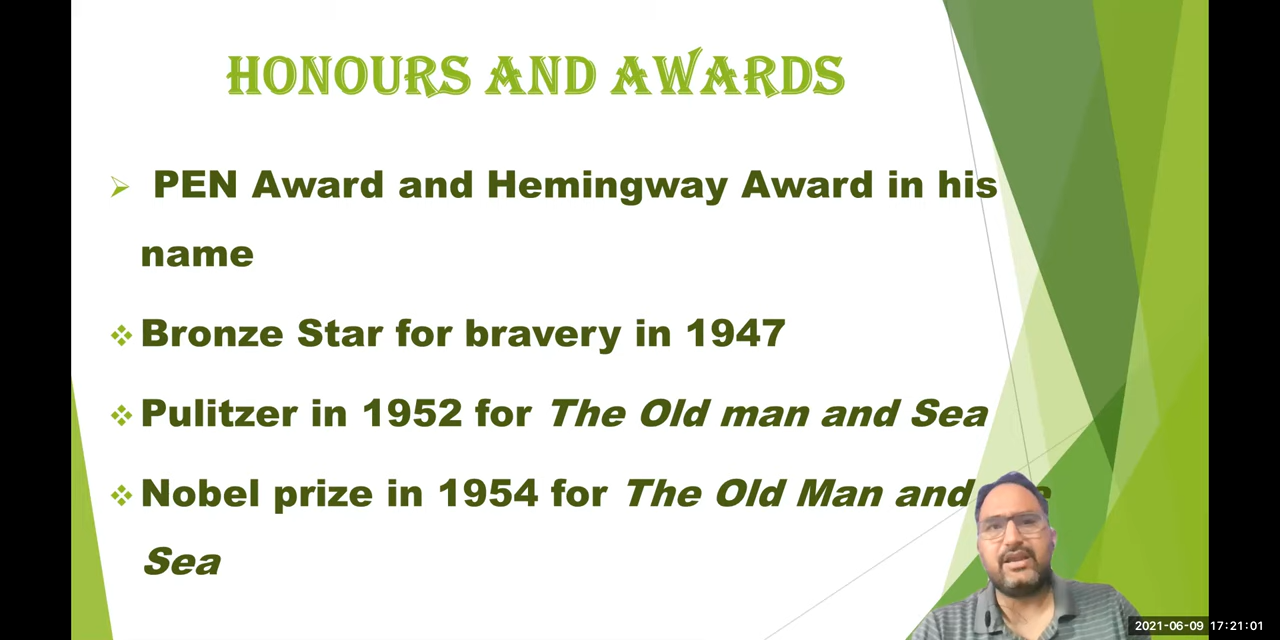 HONOURS AND AWARDS
PEN Award and Hemingway Award in his
name
Bronze Star for bravery in 1947
Pulitzer in 1952 for The Old man and Sea
Nobel prize in 1954 for The Old Man and
Sea
2021-06-09 17:21:01